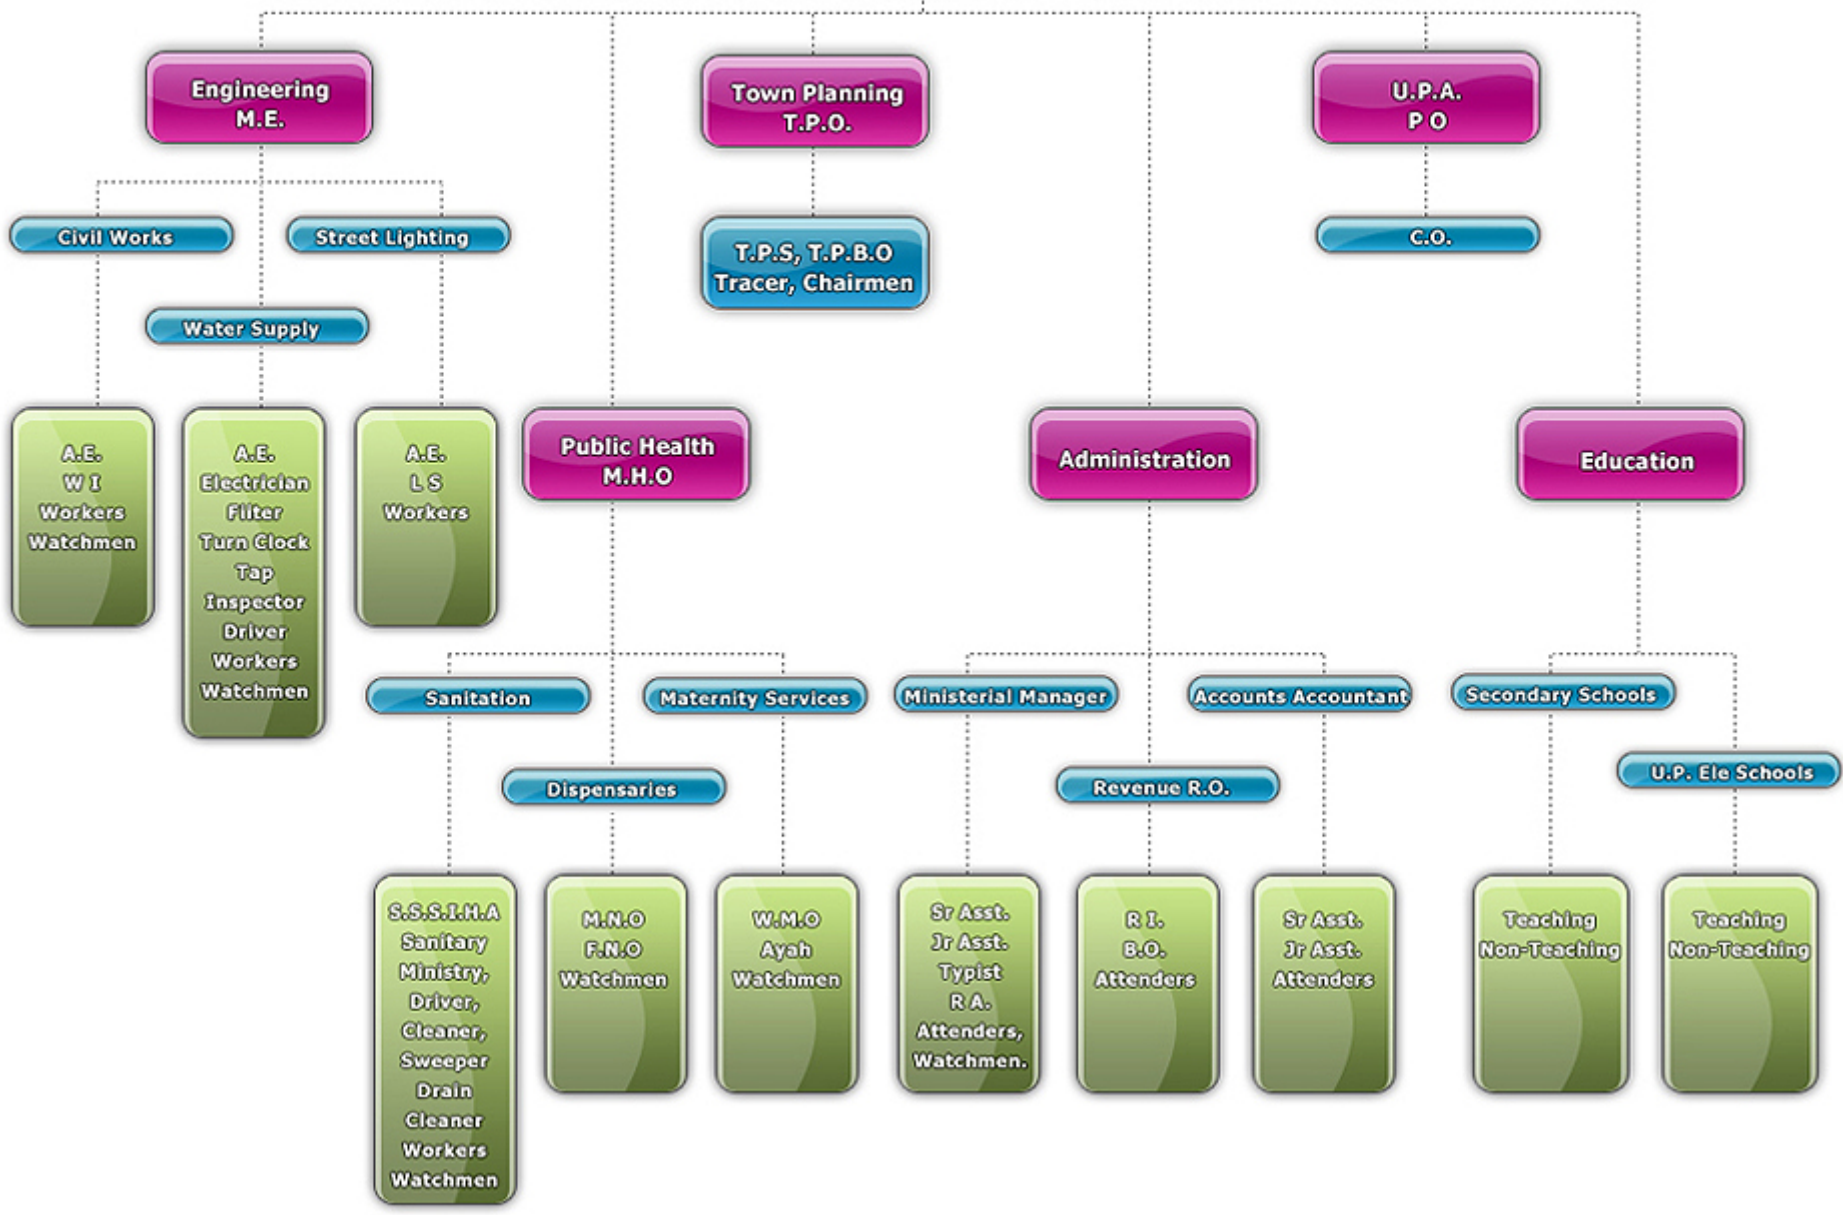 Engineering
M.E.
Town Planning
T.P.O.
U.P.A.
P O
Civil Works
Street Lighting
Water Supply
T.P.S, T.P.B.O
Tracer, Chairmen
C.O.
A.E.
W I
Workers
Watchmen
A.E.
Electrician
Fliter
Turn Clock
Tap
Inspector
Driver
Workers
Watchmen
A.E.
L S
Workers
Public Health
M.H.O
Administration
Education
Sanitation
Maternity Services
Dispensaries
Ministerial Manager
Accounts Accountant
Revenue R.O.
Secondary Schools
U.P. Ele Schools
S.S.S.I.H.A
Sanitary
Ministry,
Driver,
Cleaner,
Sweeper
Drain
Cleaner
Workers
Watchmen
M.N.O
F.N.O
Watchmen
W.M.O
Ayah
Watchmen
Sr Asst.
Jr Asst.
Typist
R A.
Attenders,
Watchmen.
R I.
B.O.
Attenders
Sr Asst.
Jr Asst.
Attenders
Teaching
Non-Teaching
Teaching
Non-Teaching